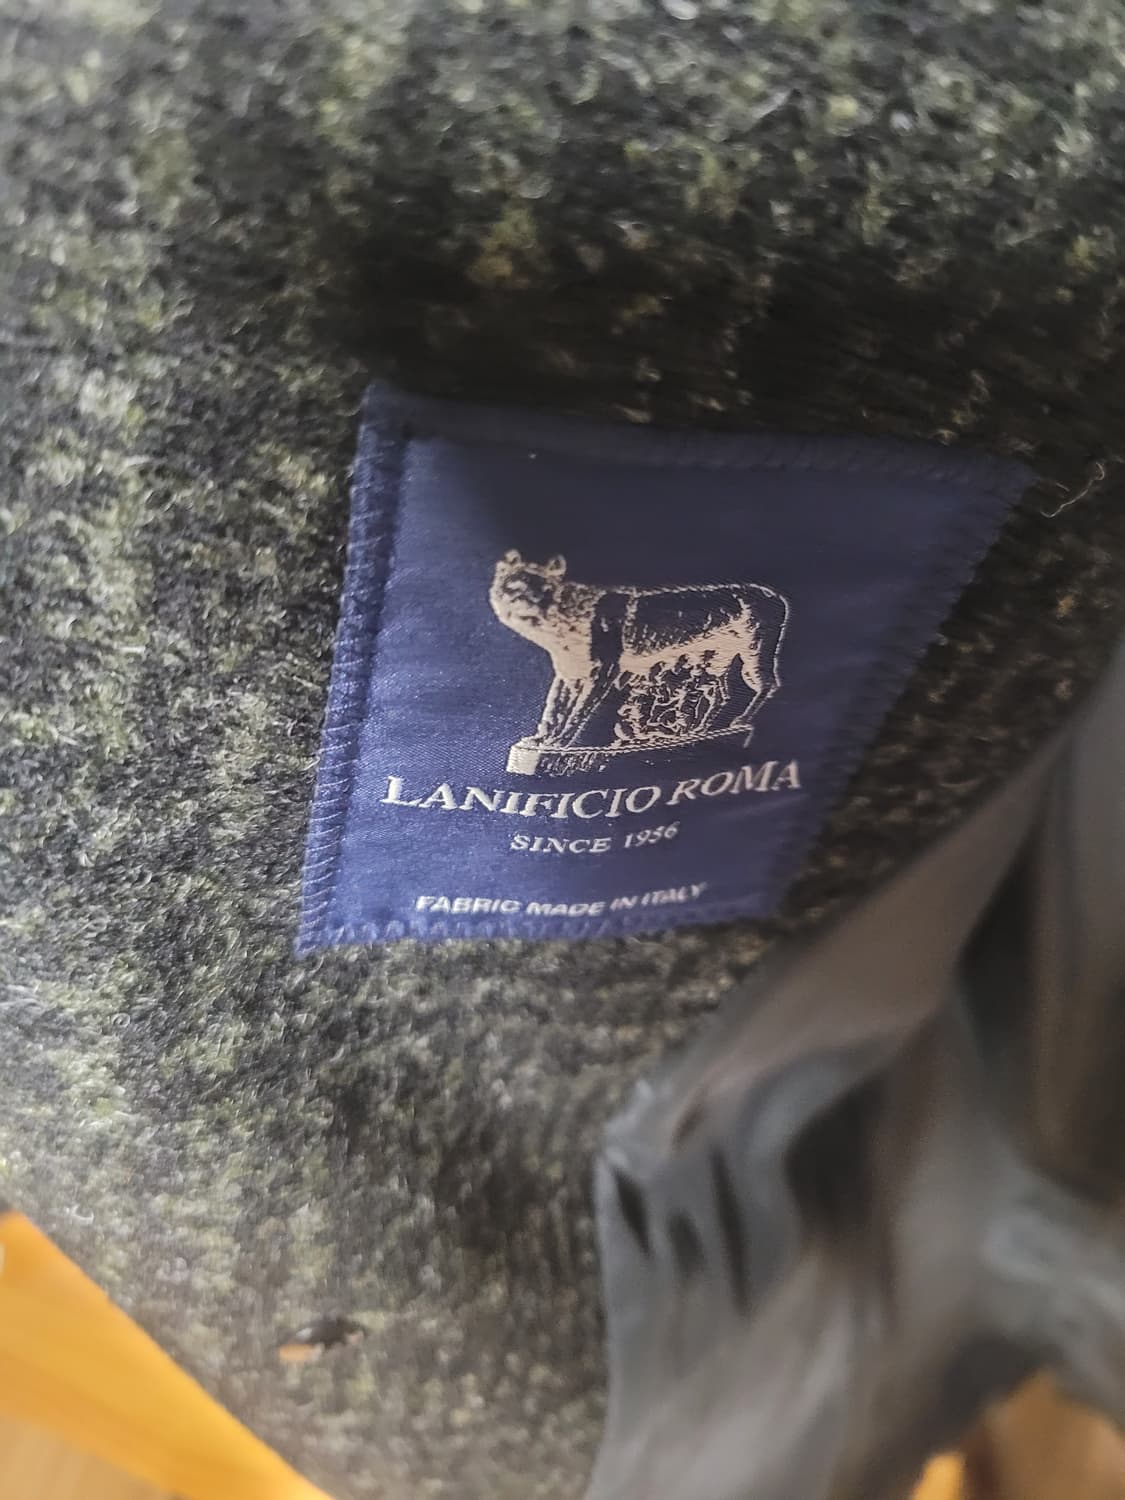 LANIFICIO ROMA
SINCE 1956
FABRIC MADE IN ITALY